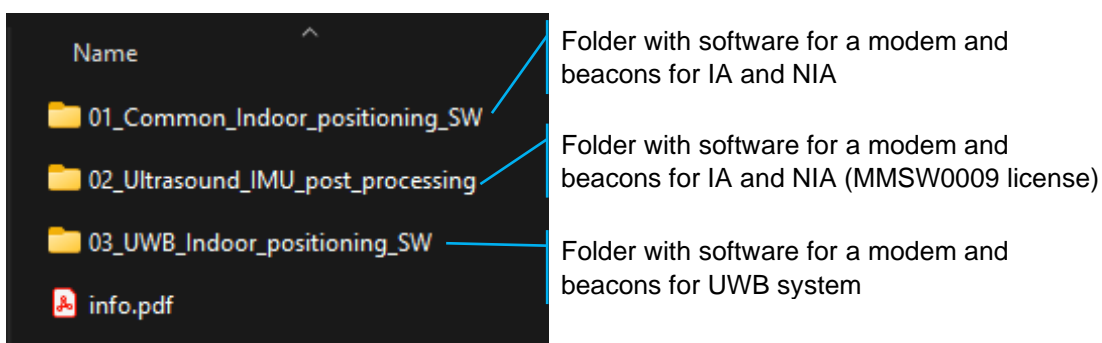 Name
01_Common_Indoor_positioning_SW
02_Ultrasound_IMU_post_processing
03_UWB_Indoor_positioning_SW
info.pdf
Folder with software for a modem and
beacons for IA and NIA
Folder with software for a modem and
beacons for IA and NIA (MMSW0009 license)
Folder with software for a modem and
beacons for UWB system